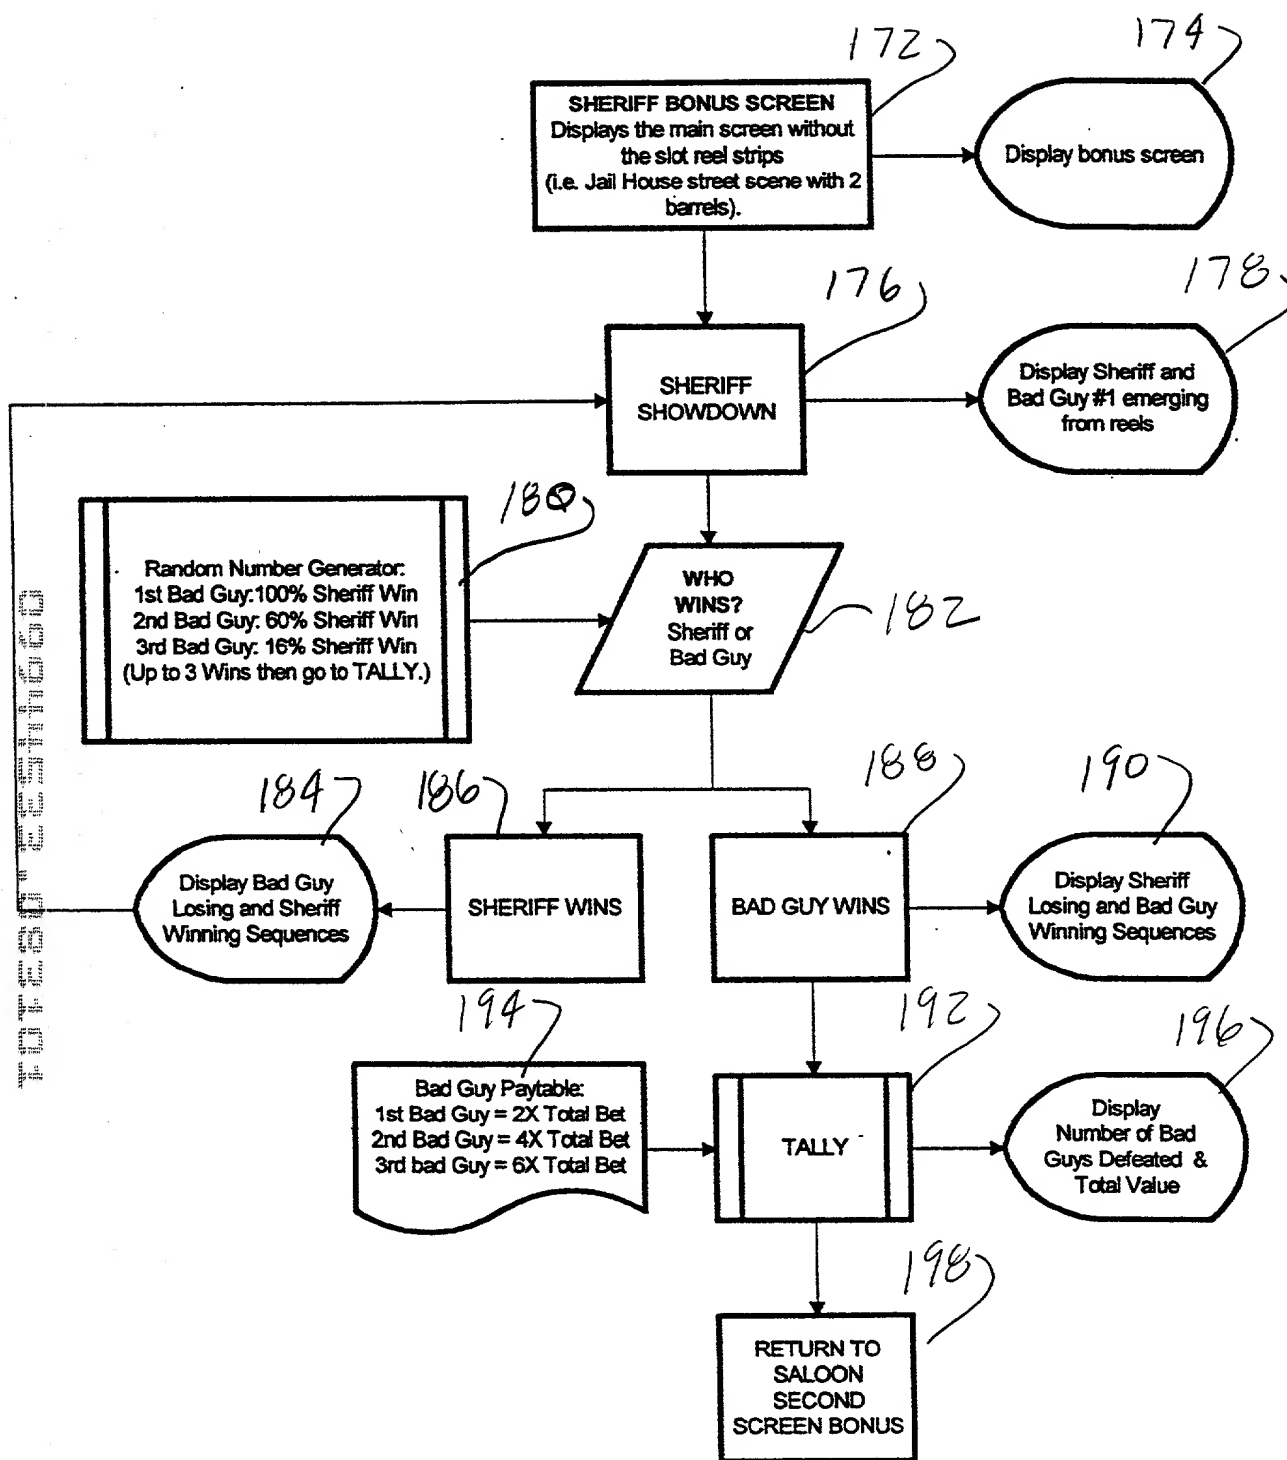 172
174
SHERIFF BONUS SCREEN
Displays the main screen without
the slot reel strips
(i.e. Jail House street scene with 2
barrels).
Display bonus screen
176
178
SHERIFF
SHOWDOWN
Display Sheriff and
Bad Guy #1 emerging
from reels
180
Random Number Generator:
1st Bad Guy:100% Sheriff Win
2nd Bad Guy: 60% Sheriff Win
3rd Bad Guy: 16% Sheriff Win
(Up to 3 Wins then go to TALLY.)
WHO
WINS?
Sheriff or
Bad Guy
182
184
186
188
190
Display Bad Guy
Losing and Sheriff
Winning Sequences
SHERIFF WINS
BAD GUY WINS
Display Sheriff
Losing and Bad Guy
Winning Sequences
194
192
196
Bad Guy Paytable:
1st Bad Guy = 2X Total Bet
2nd Bad Guy = 4X Total Bet
3rd bad Guy = 6X Total Bet
TALLY
Display
Number of Bad
Guys Defeated &
Total Value
198
RETURN TO
SALOON
SECOND
SCREEN BONUS